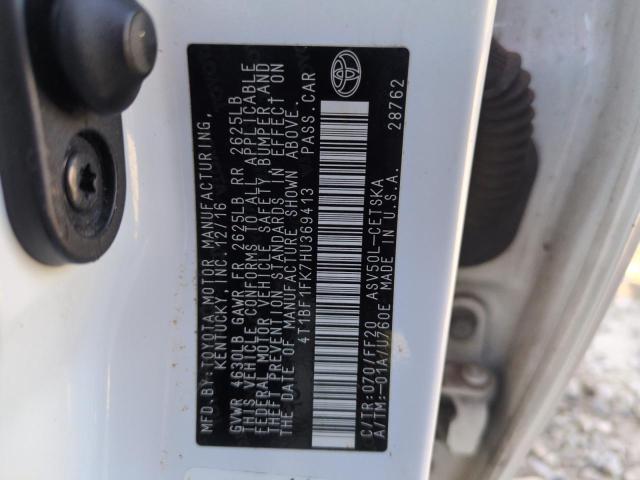 MFD.BY:TOYOTA MOTOR MANUFACTURING,
KENTUCKY, INC. 12/16
GVWR 4630LB GAWR FR 2625LB RR 2625LB
THIS VEHICLE CONFORMS TO ALL APPLICABLE
FEDERAL MOTOR VEHICLE SAFETY, BUMPER, AND
THEFT PREVENTION STANDARDS IN EFFECT ON
THE DATE OF MANUFACTURE SHOWN ABOVE.
4T1BF1FK7HU369413 PASS.CAR
C/TR:070/FF20 ASV50L-CETSKA
A/TM:-01A/U760E MADE IN U.S.A.
28762